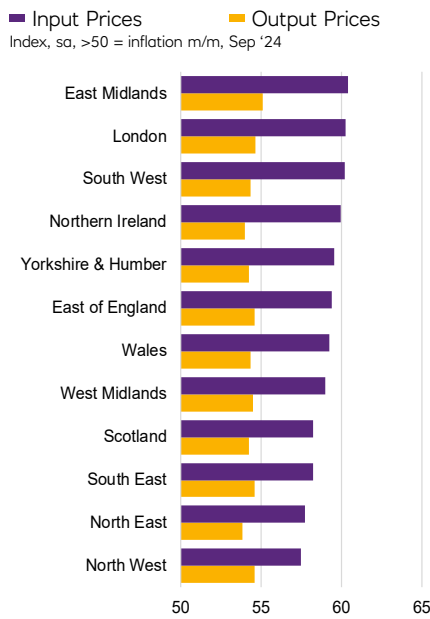 Input Prices Output Prices
Index, sa, >50 = inflation m/m, Sep ‘24
East Midlands
London
South West
Northern Ireland
Yorkshire & Humber
East of England
Wales
West Midlands
Scotland
South East
North East
North West
50 55 60 65